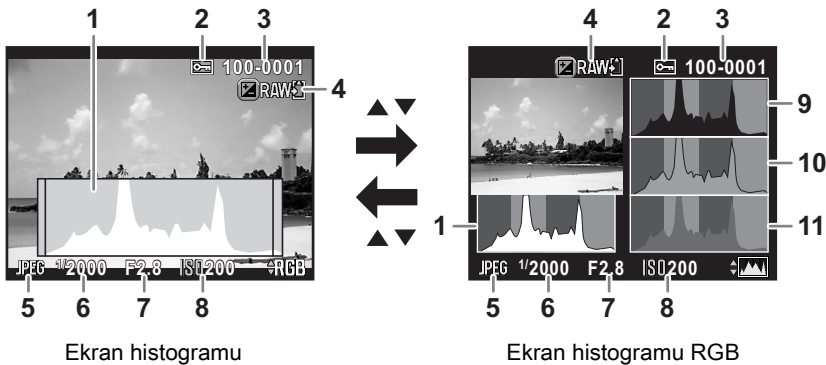 1 2 3
100-0001
RAW 4
JPEG 1/2000 F2.8 ISO200 RGB
5 6 7 8
Ekran histogramu
4 2 3
RAW 100-0001
9
10
1 11
JPEG 1/2000 F2.8 ISO200
5 6 7 8
Ekran histogramu RGB